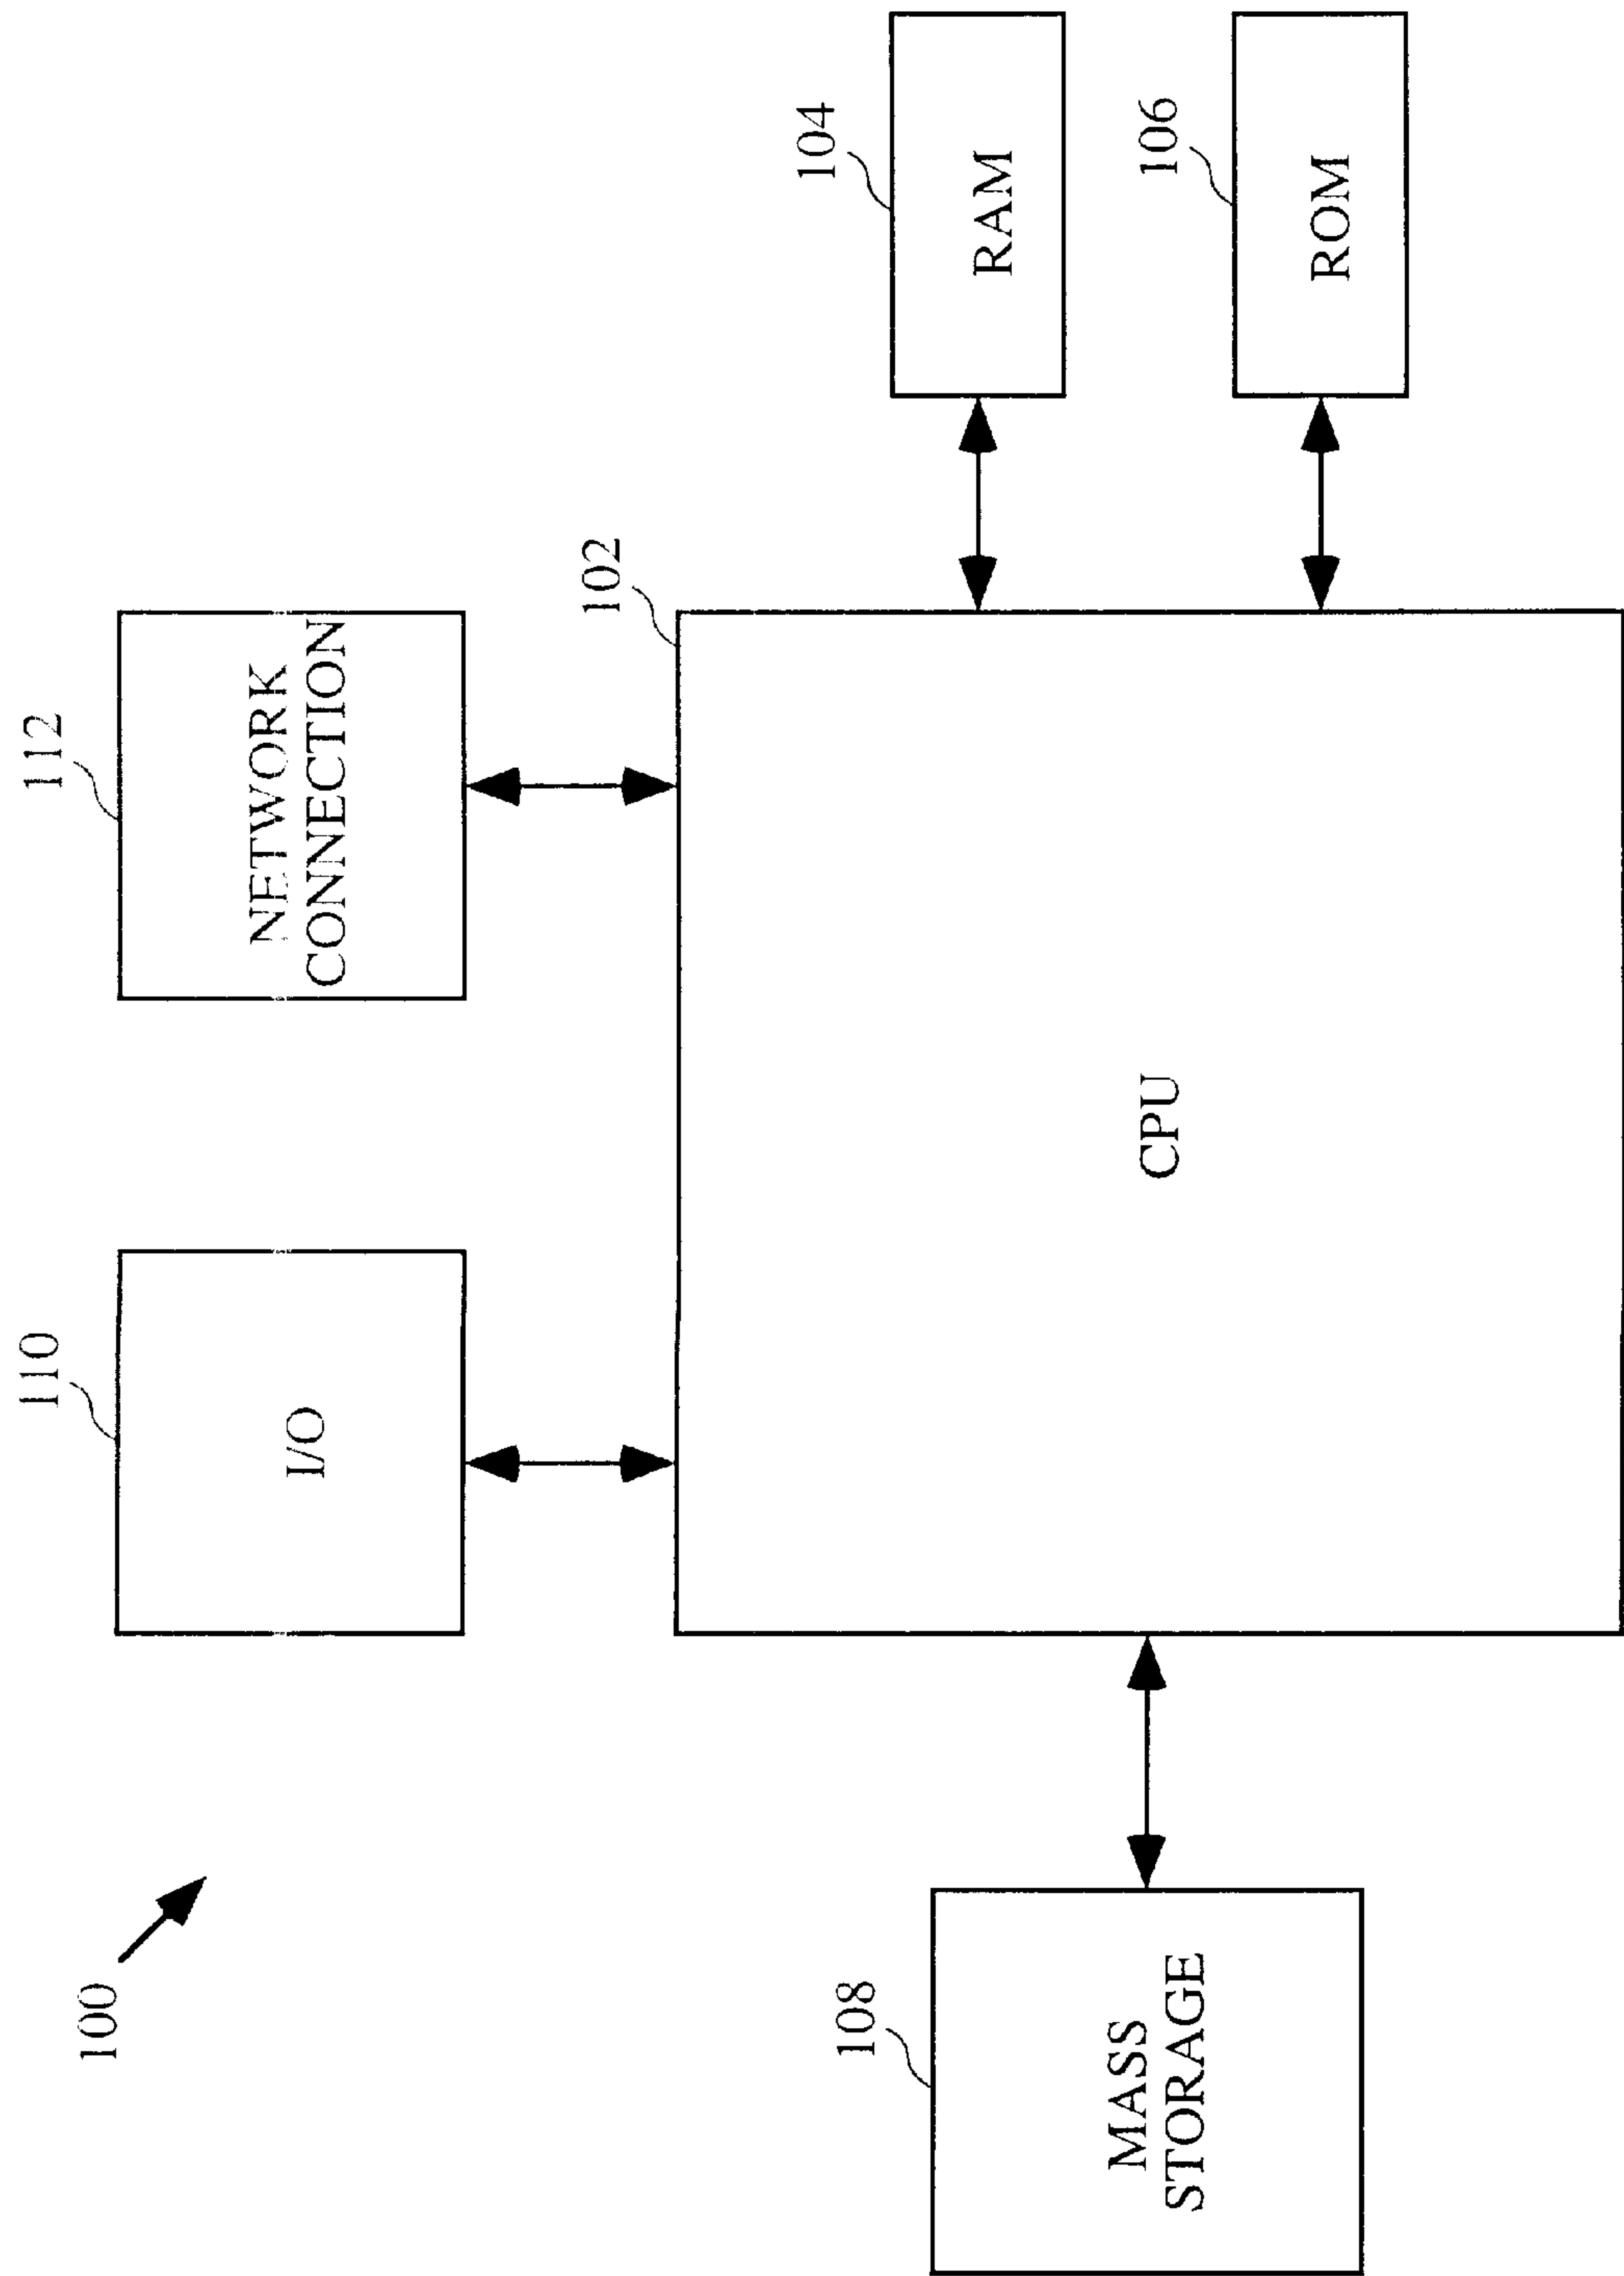 100
110
I/O
112
NETWORK
CONNECTION
102
CPU
108
MASS
STORAGE
104
RAM
106
ROM